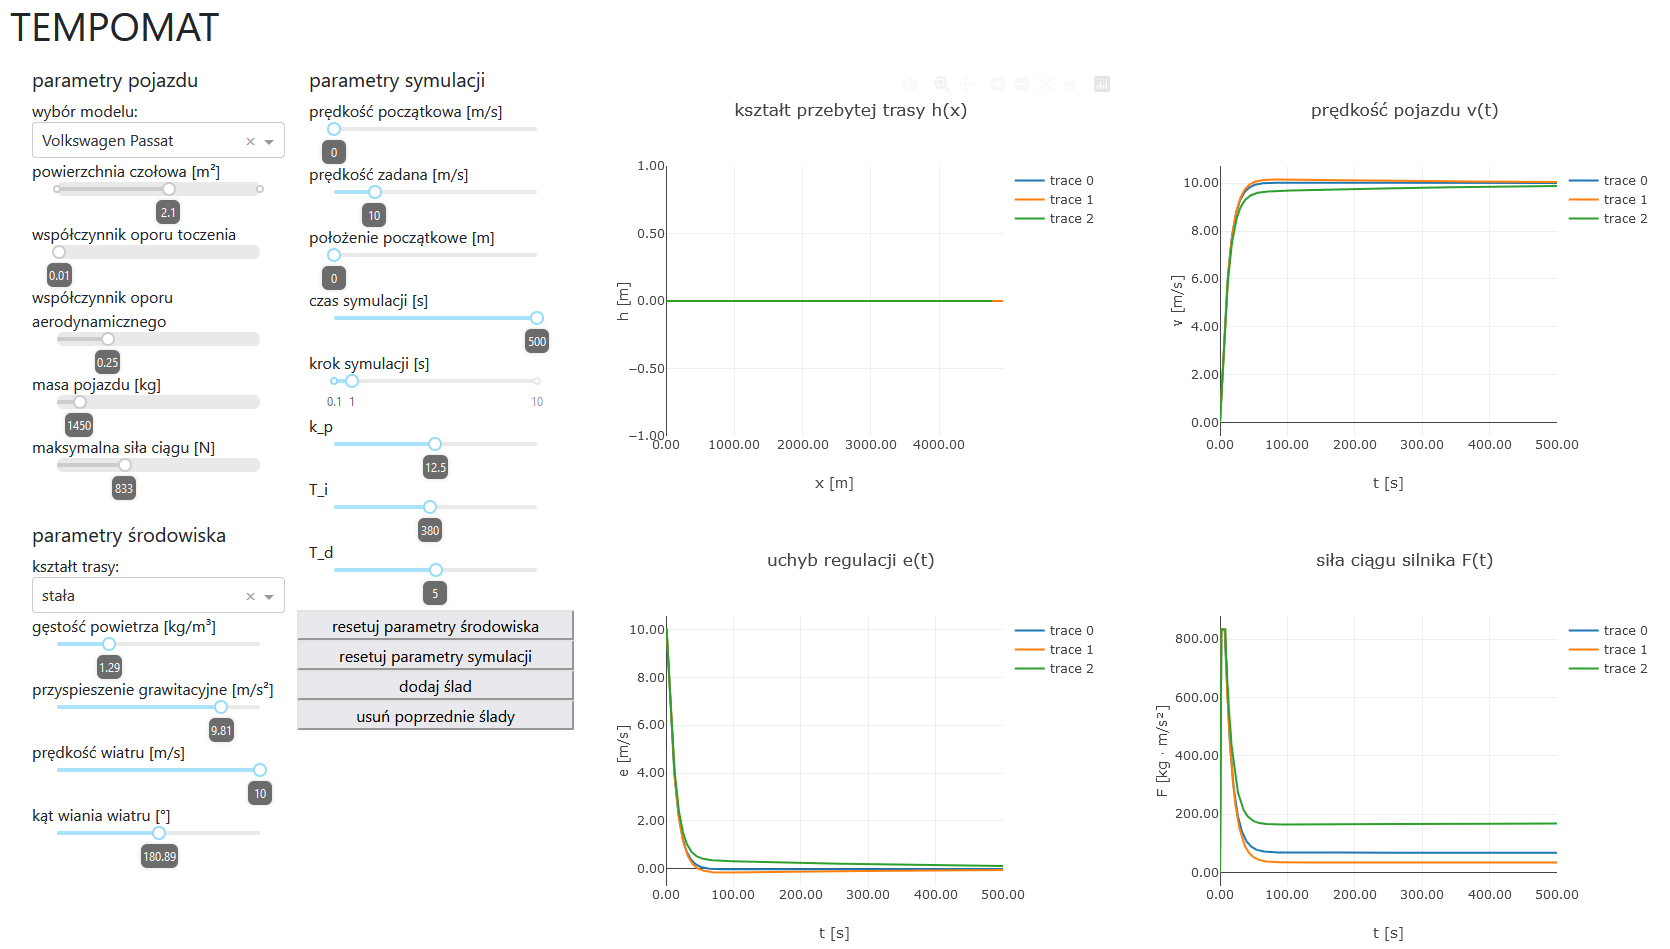 TEMPOMAT
parametry pojazdu
wybór modelu:
Volkswagen Passat
powierzchnia czołowa [m²]
2.1
współczynnik oporu toczenia
0.01
współczynnik oporu
aerodynamicznego
0.25
masa pojazdu [kg]
1450
maksymalna siła ciągu [N]
833
parametry środowiska
kształt trasy:
stała
gęstość powietrza [kg/m³]
1.29
przyspieszenie grawitacyjne [m/s²]
9.81
prędkość wiatru [m/s]
10
kąt wiania wiatru [°]
180.89
parametry symulacji
prędkość początkowa [m/s]
0
prędkość zadana [m/s]
10
położenie początkowe [m]
0
czas symulacji [s]
500
krok symulacji [s]
0.1 1 10
k_p
12.5
T_i
380
T_d
5
resetuj parametry środowiska
resetuj parametry symulacji
dodaj ślad
usuń poprzednie ślady
kształt przebytej trasy h(x)
1.00
0.50
0.00
−0.50
−1.00
h [m]
0.00 1000.00 2000.00 3000.00 4000.00
x [m]
trace 0
trace 1
trace 2
prędkość pojazdu v(t)
10.00
8.00
6.00
4.00
2.00
0.00
v [m/s]
0.00 100.00 200.00 300.00 400.00 500.00
t [s]
trace 0
trace 1
trace 2
uchyb regulacji e(t)
10.00
8.00
6.00
4.00
2.00
0.00
e [m/s]
0.00 100.00 200.00 300.00 400.00 500.00
t [s]
trace 0
trace 1
trace 2
siła ciągu silnika F(t)
800.00
600.00
400.00
200.00
0.00
F [kg · m/s²]
0.00 100.00 200.00 300.00 400.00 500.00
t [s]
trace 0
trace 1
trace 2